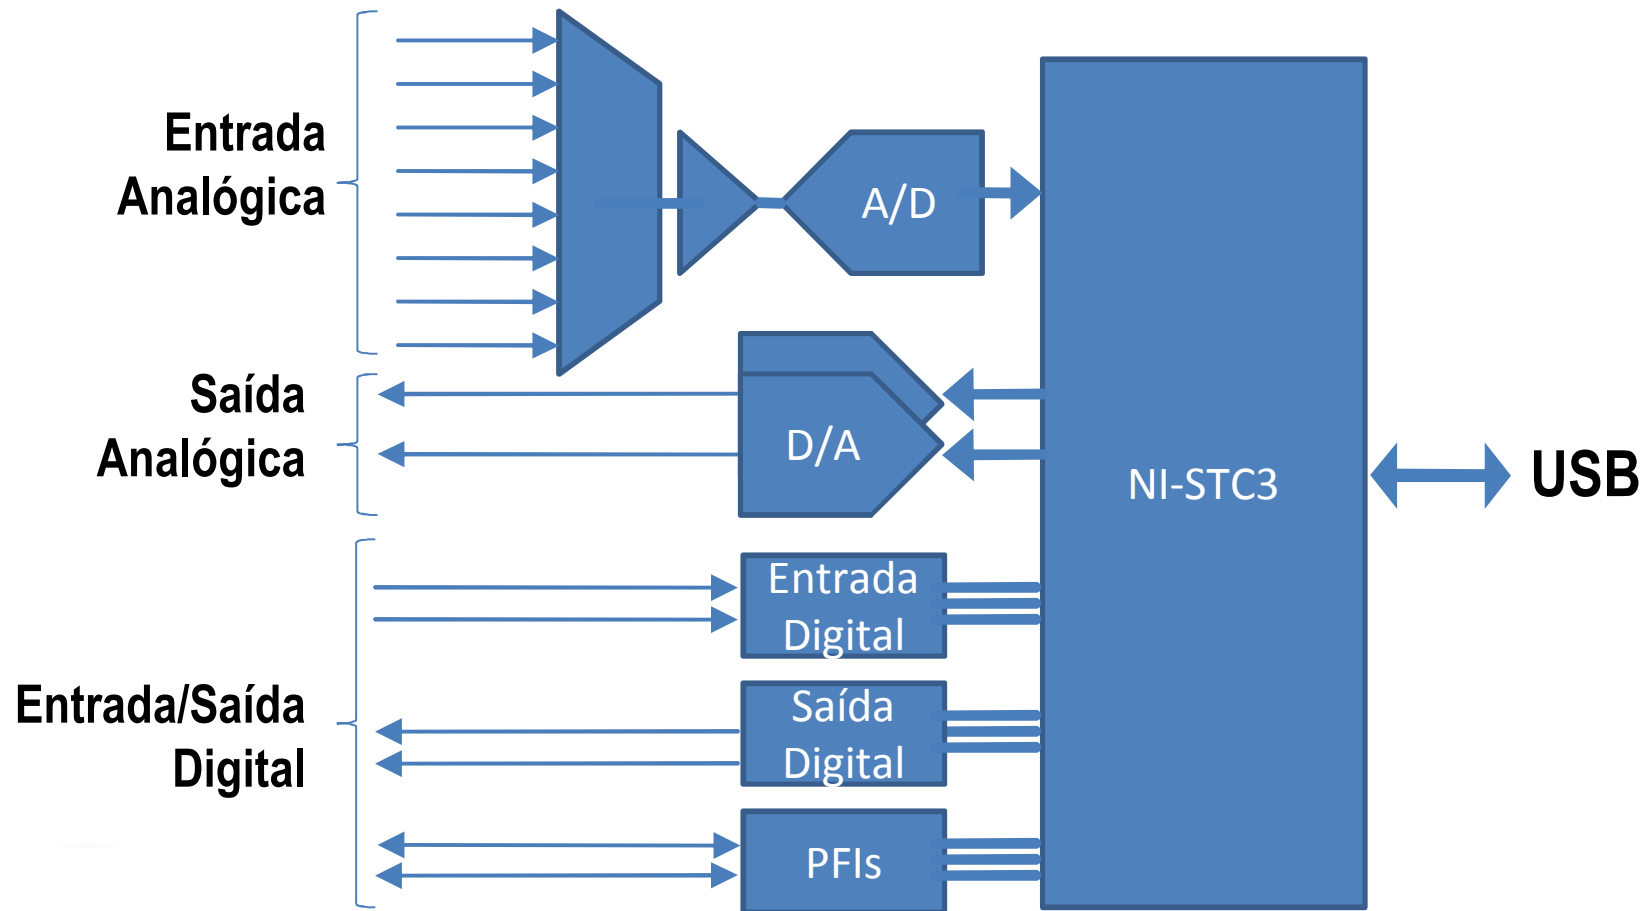 Entrada
Analógica
A/D
Saída
Analógica
D/A
NI-STC3
USB
Entrada
Digital
Entrada/Saída
Digital
Saída
Digital
PFIs